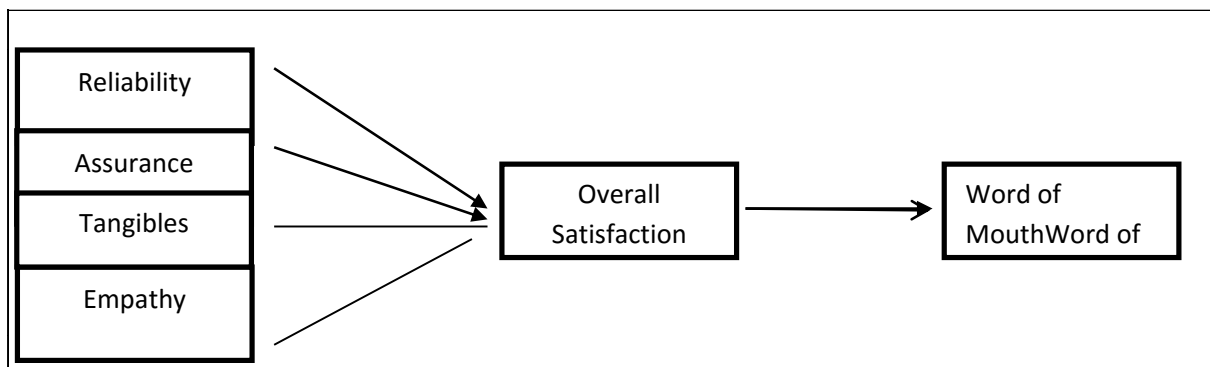 Reliability
Assurance
Tangibles
Empathy
Overall
Satisfaction
Word of
MouthWord of